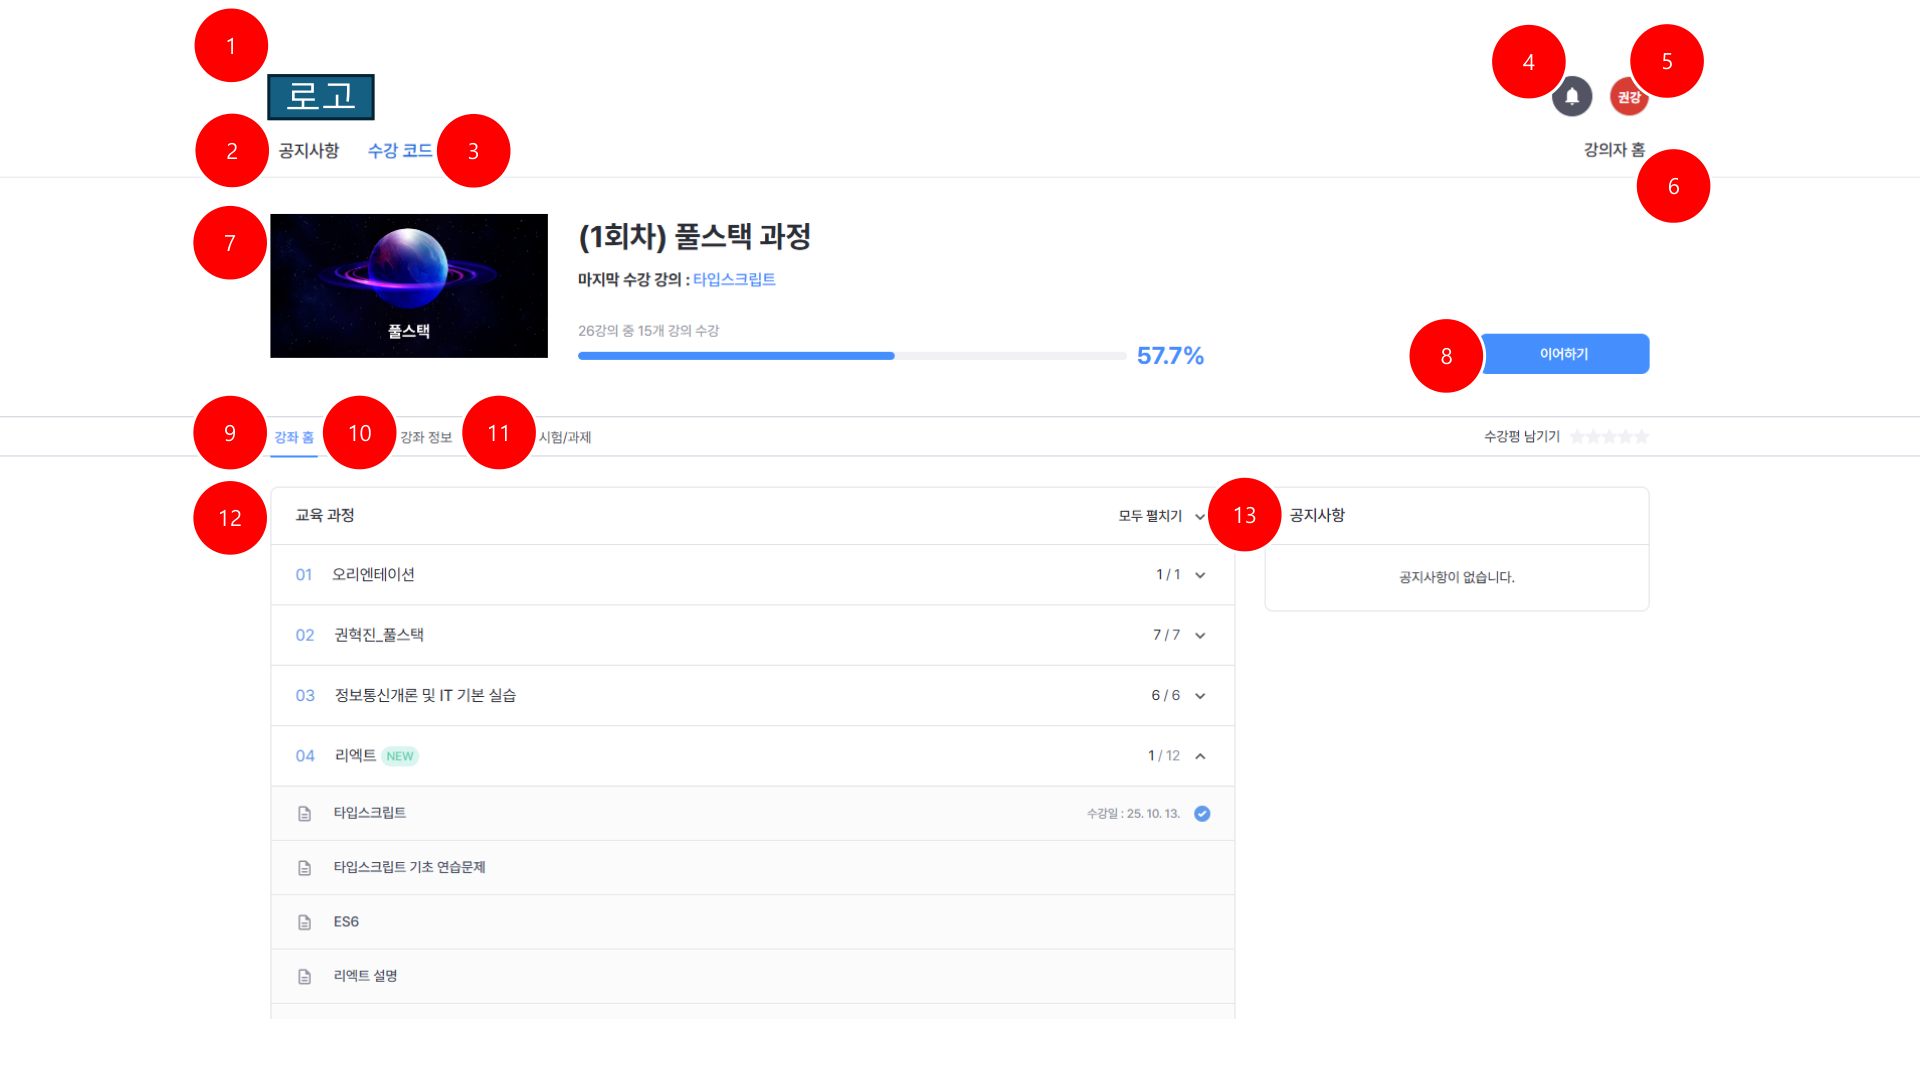 1
로고
4
5
권강
2
공지사항
수강 코드
3
강의자 홈
6
7
풀스택
(1회차) 풀스택 과정
마지막 수강 강의 : 타입스크립트
26강의 중 15개 강의 수강
57.7%
8
이어하기
9
강좌 홈
10
강좌 정보
11
시험/과제
수강평 남기기
12
교육 과정
모두 펼치기
13
공지사항
01 오리엔테이션 1 / 1
공지사항이 없습니다.
02 권혁진_풀스택 7 / 7
03 정보통신개론 및 IT 기본 실습 6 / 6
04 리엑트 NEW 1 / 12
타입스크립트 수강일 : 25. 10. 13.
타입스크립트 기초 연습문제
ES6
리엑트 설명